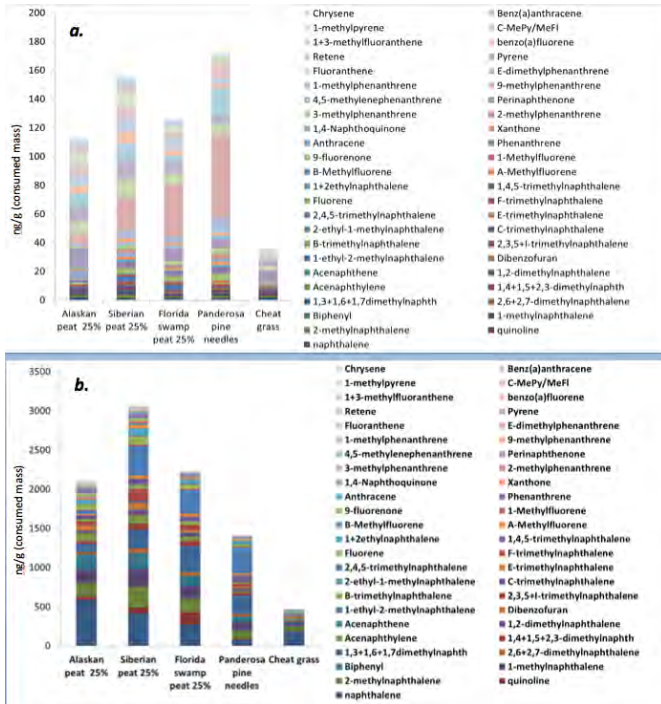 a.
200
180
160
140
120
100
80
60
40
20
0
ng/g (consumed mass)
Alaskan peat 25%
Siberian peat 25%
Florida swamp peat 25%
Panderosa pine needles
Cheat grass
Chrysene Benz(a)anthracene
1-methylpyrene C-MePy/MeFl
1+3-methylfluoranthene benzo(a)fluorene
Retene Pyrene
Fluoranthene E-dimethylphenanthrene
1-methylphenanthrene 9-methylphenanthrene
4,5-methylenephenanthrene Perinaphthenone
3-methylphenanthrene 2-methylphenanthrene
1,4-Naphthoquinone Xanthone
Anthracene Phenanthrene
9-fluorenone 1-Methylfluorene
B-Methylfluorene A-Methylfluorene
1+2ethylnaphthalene 1,4,5-trimethylnaphthalene
Fluorene F-trimethylnaphthalene
2,4,5-trimethylnaphthalene E-trimethylnaphthalene
2-ethyl-1-methylnaphthalene C-trimethylnaphthalene
B-trimethylnaphthalene 2,3,5+I-trimethylnaphthalene
1-ethyl-2-methylnaphthalene Dibenzofuran
Acenaphthene 1,2-dimethylnaphthalene
Acenaphthylene 1,4+1,5+2,3-dimethylnaphth
1,3+1,6+1,7dimethylnaphth 2,6+2,7-dimethylnaphthalene
Biphenyl 1-methylnaphthalene
2-methylnaphthalene quinoline
naphthalene
b.
3500
3000
2500
2000
1500
1000
500
0
ng/g (consumed mass)
Alaskan peat 25%
Siberian peat 25%
Florida swamp peat 25%
Panderosa pine needles
Cheat grass
Chrysene Benz(a)anthracene
1-methylpyrene C-MePy/MeFl
1+3-methylfluoranthene benzo(a)fluorene
Retene Pyrene
Fluoranthene E-dimethylphenanthrene
1-methylphenanthrene 9-methylphenanthrene
4,5-methylenephenanthrene Perinaphthenone
3-methylphenanthrene 2-methylphenanthrene
1,4-Naphthoquinone Xanthone
Anthracene Phenanthrene
9-fluorenone 1-Methylfluorene
B-Methylfluorene A-Methylfluorene
1+2ethylnaphthalene 1,4,5-trimethylnaphthalene
Fluorene F-trimethylnaphthalene
2,4,5-trimethylnaphthalene E-trimethylnaphthalene
2-ethyl-1-methylnaphthalene C-trimethylnaphthalene
B-trimethylnaphthalene 2,3,5+I-trimethylnaphthalene
1-ethyl-2-methylnaphthalene Dibenzofuran
Acenaphthene 1,2-dimethylnaphthalene
Acenaphthylene 1,4+1,5+2,3-dimethylnaphth
1,3+1,6+1,7dimethylnaphth 2,6+2,7-dimethylnaphthalene
Biphenyl 1-methylnaphthalene
2-methylnaphthalene quinoline
naphthalene